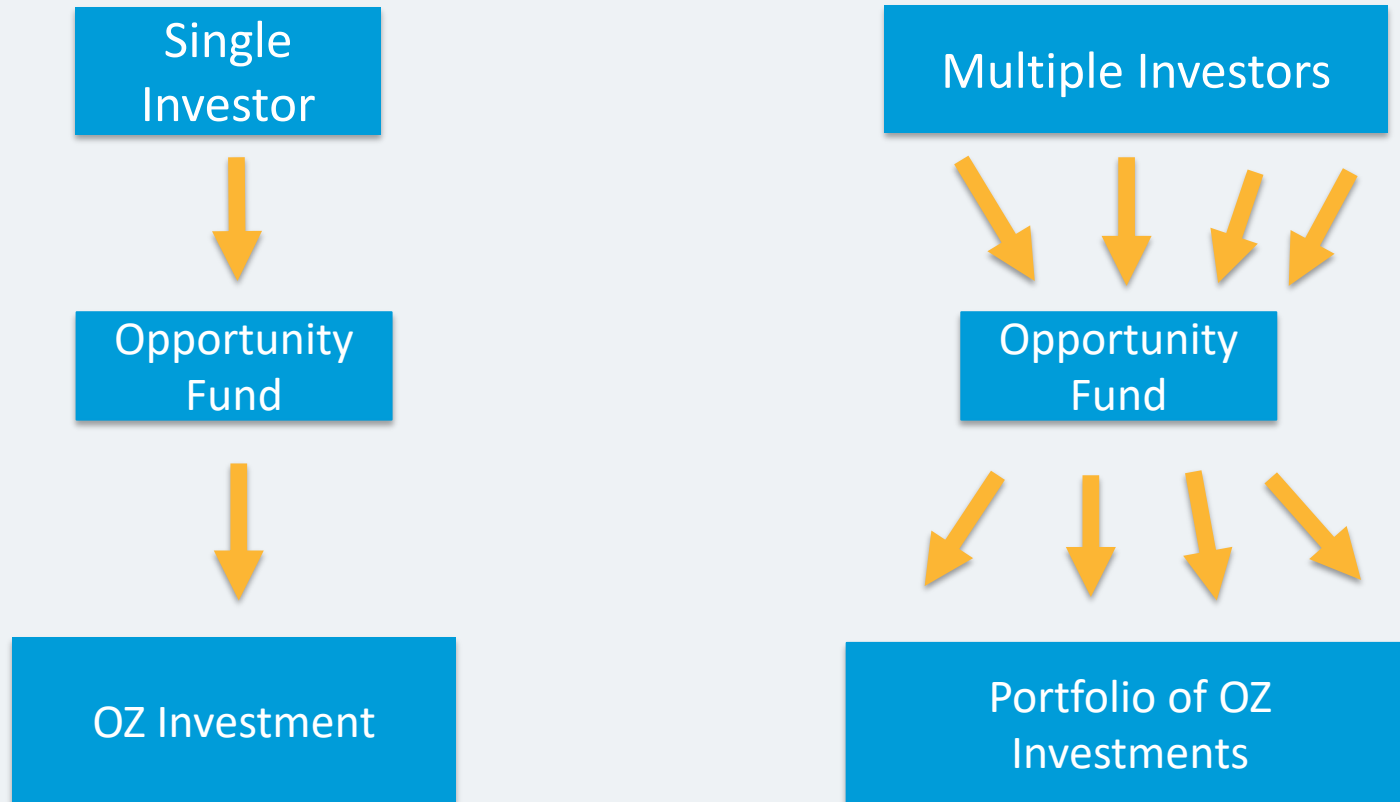 Single
Investor
Opportunity
Fund
OZ Investment
Multiple Investors
Opportunity
Fund
Portfolio of OZ
Investments